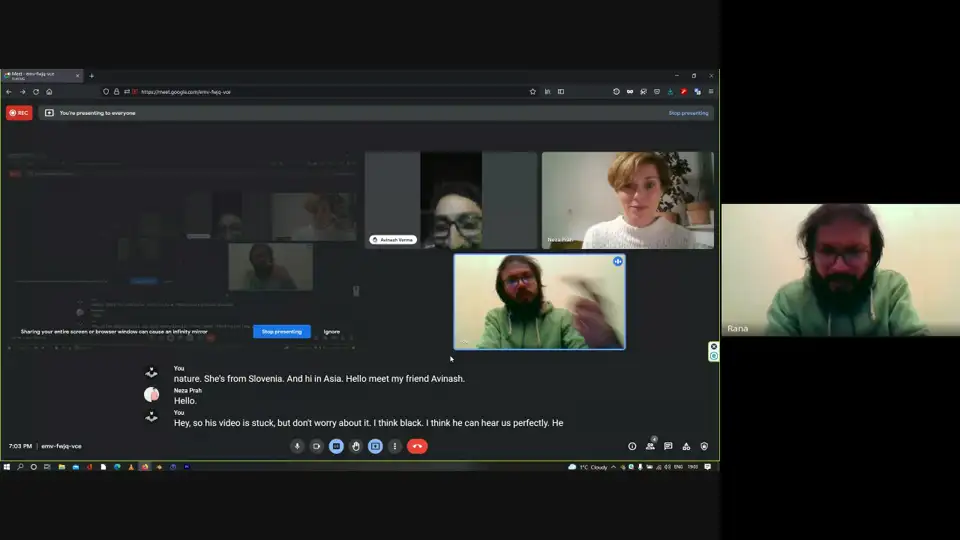 Meet - emv-fwjq-vce
https://meet.google.com/emv-fwjq-vce
REC
You're presenting to everyone
Stop presenting
Avinash Verma
Neza Prah
Sharing your entire screen or browser window can cause an infinity mirror
Stop presenting
Ignore
Rana
You
nature. She's from Slovenia. And hi in Asia. Hello meet my friend Avinash.
Neza Prah
Hello.
You
Hey, so his video is stuck, but don't worry about it. I think black. I think he can hear us perfectly. He
7:03 PM | emv-fwjq-vce
1°C Cloudy
ENG
19:03